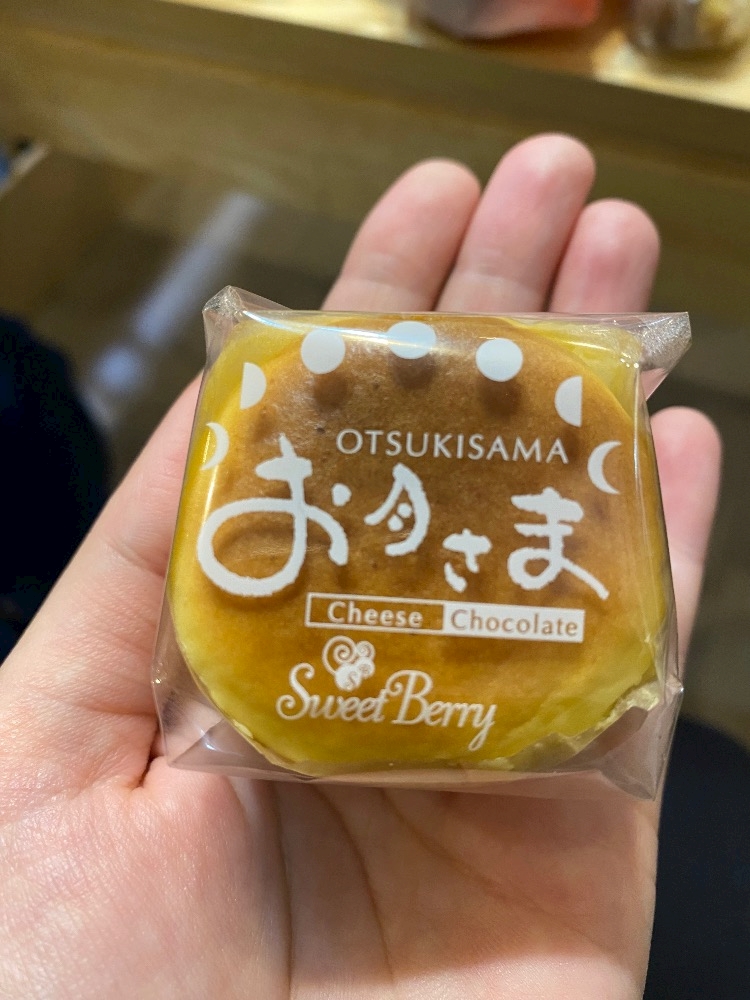 OTSUKISAMA
お月さま
Cheese Chocolate
Sweet Berry